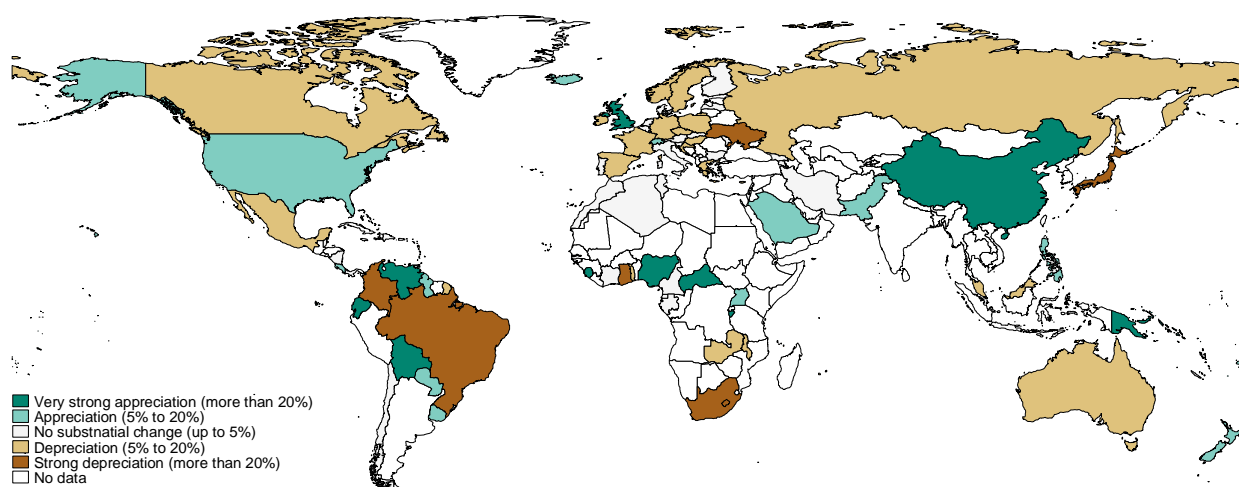 Very strong appreciation (more than 20%)
Appreciation (5% to 20%)
No substnatial change (up to 5%)
Depreciation (5% to 20%)
Strong depreciation (more than 20%)
No data